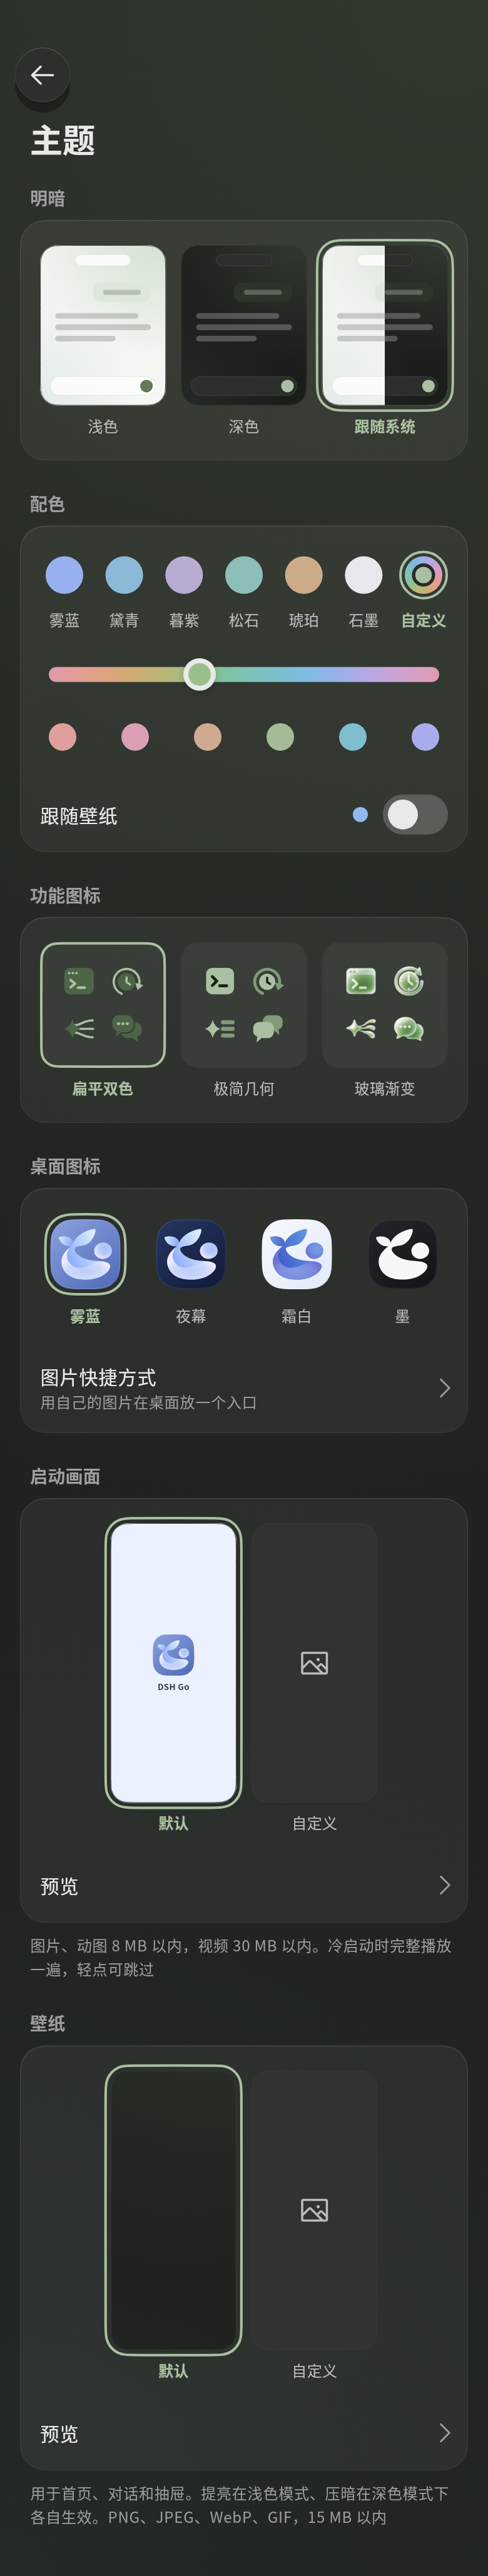 主题
明暗
浅色
深色
跟随系统
配色
雾蓝
黛青
暮紫
松石
琥珀
石墨
自定义
跟随壁纸
功能图标
扁平双色
极简几何
玻璃渐变
桌面图标
雾蓝
夜幕
霜白
墨
图片快捷方式
用自己的图片在桌面放一个入口
启动画面
DSH Go
默认
自定义
预览
图片、动图 8 MB 以内，视频 30 MB 以内。冷启动时完整播放
一遍，轻点可跳过
壁纸
默认
自定义
预览
用于首页、对话和抽屉。提亮在浅色模式、压暗在深色模式下
各自生效。PNG、JPEG、WebP、GIF，15 MB 以内